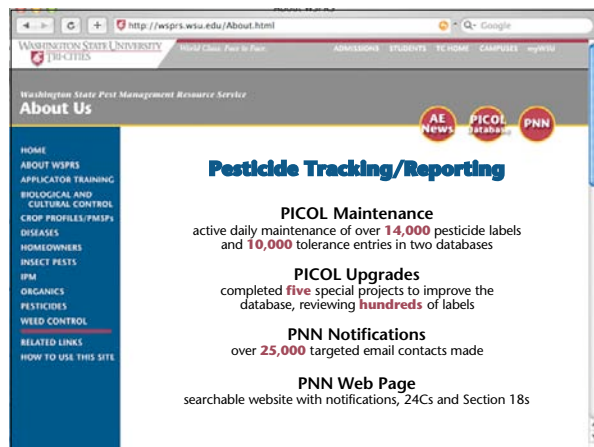 About WSPRS
http://wsprs.wsu.edu/About.html
Q- Google
WASHINGTON STATE UNIVERSITY
TRI-CITIES
World Class. Face to Face.
ADMISSIONS STUDENTS TC HOME CAMPUSES myWSU
Washington State Pest Management Resource Service
About Us
AE
News
PICOL
Database
PNN
HOME
ABOUT WSPRS
APPLICATOR TRAINING
BIOLOGICAL AND
CULTURAL CONTROL
CROP PROFILES/PMSPs
DISEASES
HOMEOWNERS
INSECT PESTS
IPM
ORGANICS
PESTICIDES
WEED CONTROL
RELATED LINKS
HOW TO USE THIS SITE
Pesticide Tracking/Reporting
PICOL Maintenance
active daily maintenance of over 14,000 pesticide labels
and 10,000 tolerance entries in two databases
PICOL Upgrades
completed five special projects to improve the
database, reviewing hundreds of labels
PNN Notifications
over 25,000 targeted email contacts made
PNN Web Page
searchable website with notifications, 24Cs and Section 18s